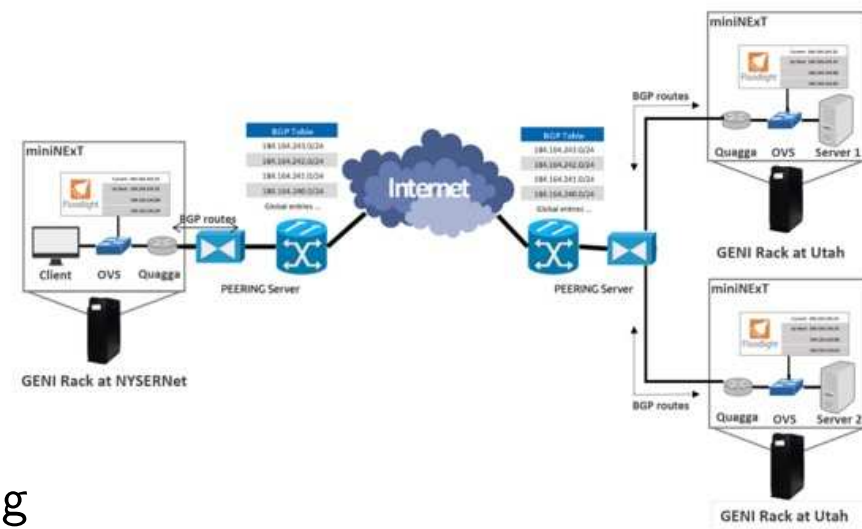 miniNExT
Floodlight
BGP routes
Client
OVS
Quagga
GENI Rack at NYSERNet
BGP Table
184.164.243.0/24
184.164.242.0/24
184.164.241.0/24
184.164.240.0/24
Global entries ...
PEERING Server
Internet
BGP Table
184.164.243.0/24
184.164.242.0/24
184.164.241.0/24
184.164.240.0/24
Global entries ...
PEERING Server
miniNExT
Floodlight
BGP routes
Quagga
OVS
Server 1
GENI Rack at Utah
miniNExT
Floodlight
BGP routes
Quagga
OVS
Server 2
GENI Rack at Utah
g